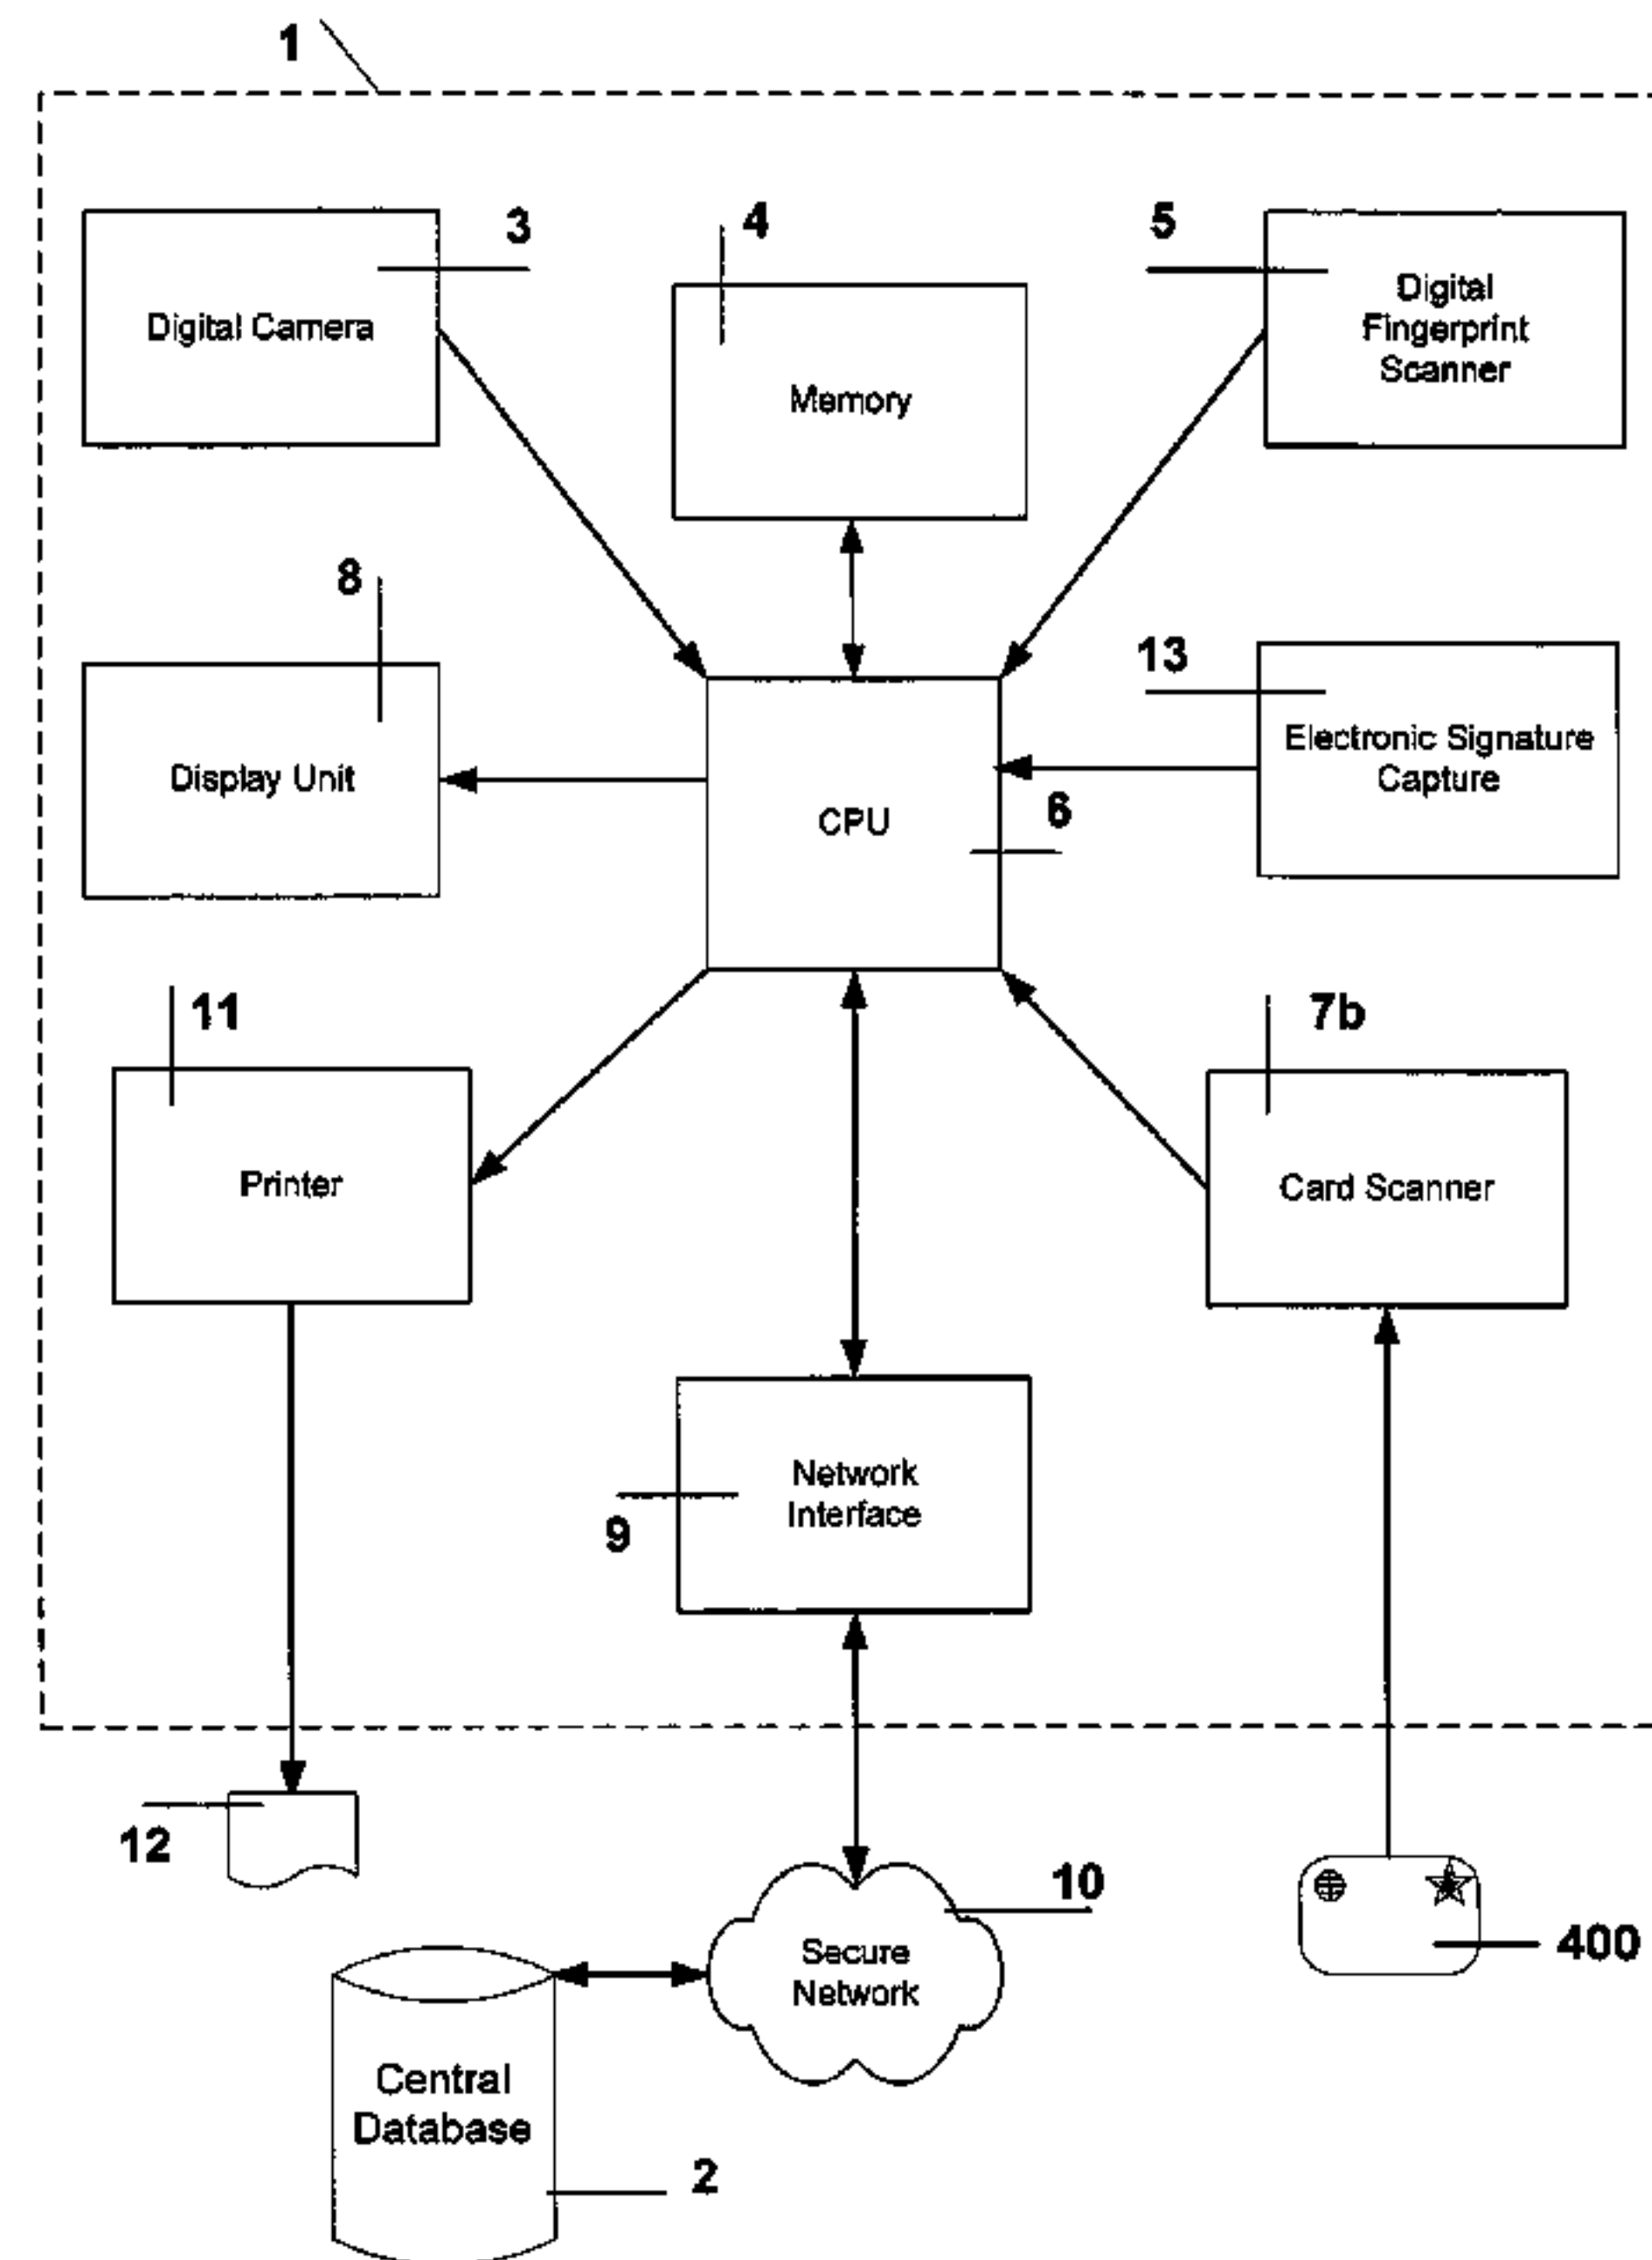 1
3
4
5
Digital Camera
Memory
Digital
Fingerprint
Scanner
8
13
Display Unit
CPU
6
Electronic Signature
Capture
11
7b
Printer
Card Scanner
Network
Interface
9
12
10
Secure
Network
400
Central
Database
2